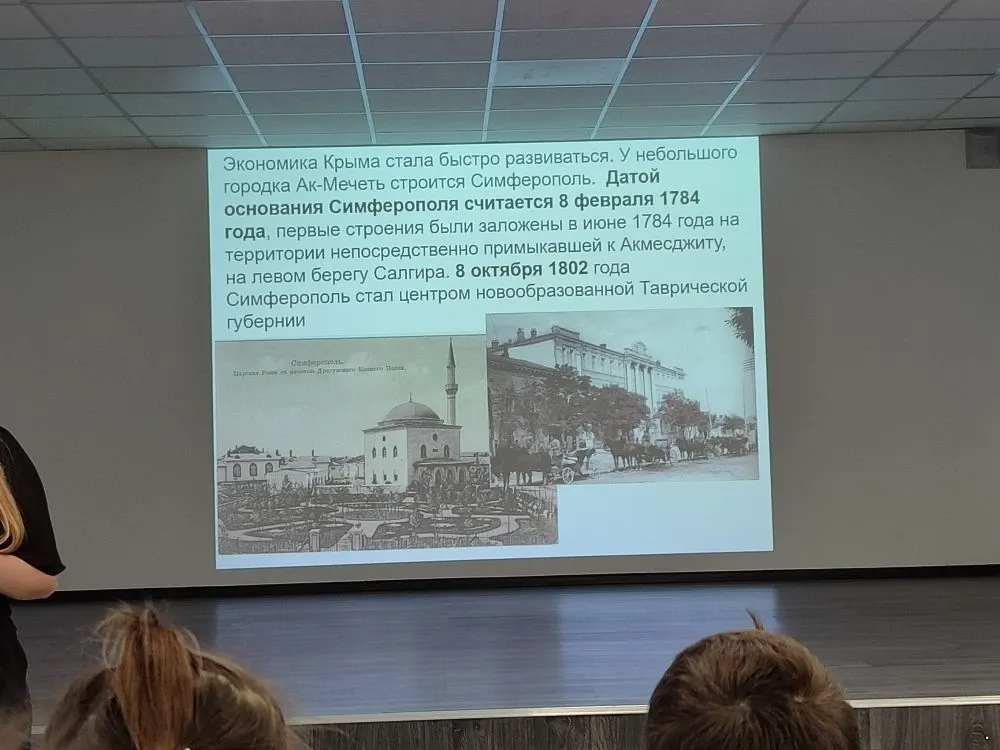 Экономика Крыма стала быстро развиваться. У небольшого
городка Ак-Мечеть строится Симферополь. Датой
основания Симферополя считается 8 февраля 1784
года, первые строения были заложены в июне 1784 года на
территории непосредственно примыкавшей к Акмесджиту,
на левом берегу Салгира. 8 октября 1802 года
Симферополь стал центром новообразованной Таврической
губернии
Симферополь.